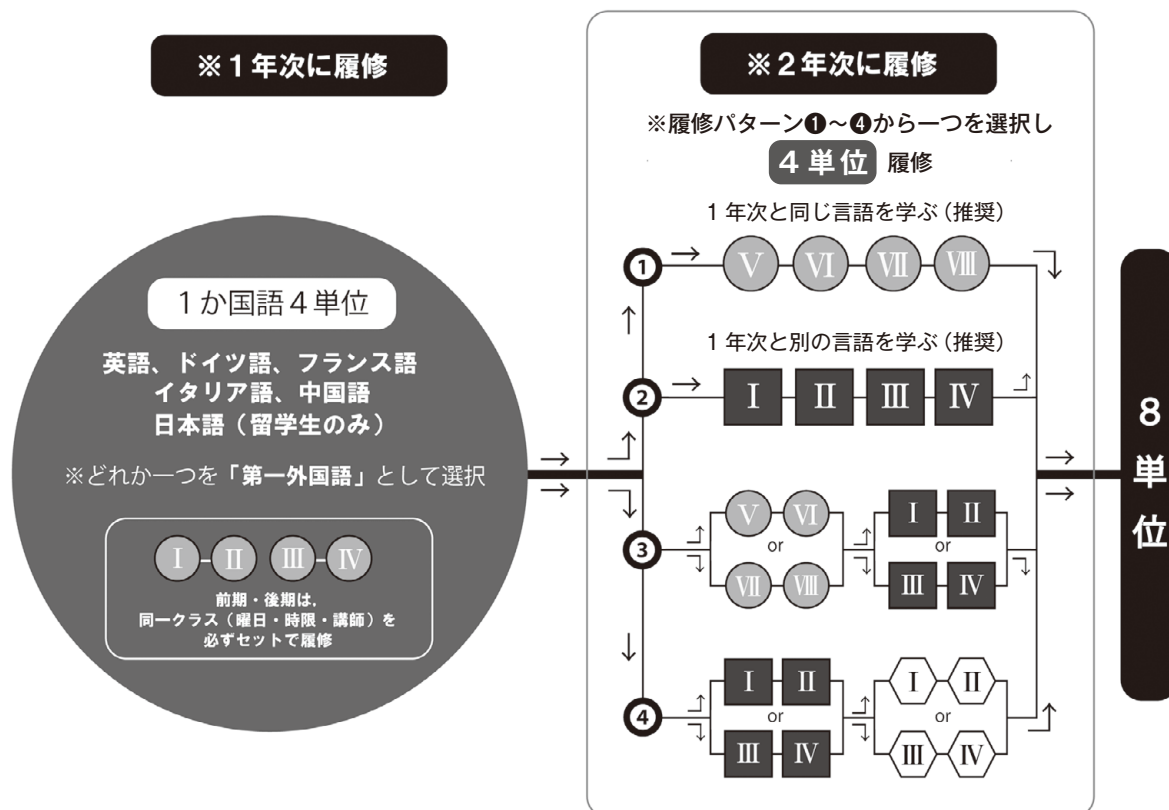 ※1年次に履修
1か国語4単位
英語、ドイツ語、フランス語
イタリア語、中国語
日本語（留学生のみ）
※どれか一つを「第一外国語」として選択
Ⅰ Ⅱ Ⅲ Ⅳ
前期・後期は，
同一クラス（曜日・時限・講師）を
必ずセットで履修
※2年次に履修
※履修パターン❶～❹から一つを選択し
4単位 履修
1年次と同じ言語を学ぶ（推奨）
① Ⅴ Ⅵ Ⅶ Ⅷ
1年次と別の言語を学ぶ（推奨）
② Ⅰ Ⅱ Ⅲ Ⅳ
③
Ⅴ Ⅵ
or
Ⅶ Ⅷ
Ⅰ Ⅱ
or
Ⅲ Ⅳ
④
Ⅰ Ⅱ
or
Ⅲ Ⅳ
Ⅰ Ⅱ
or
Ⅲ Ⅳ
8単位